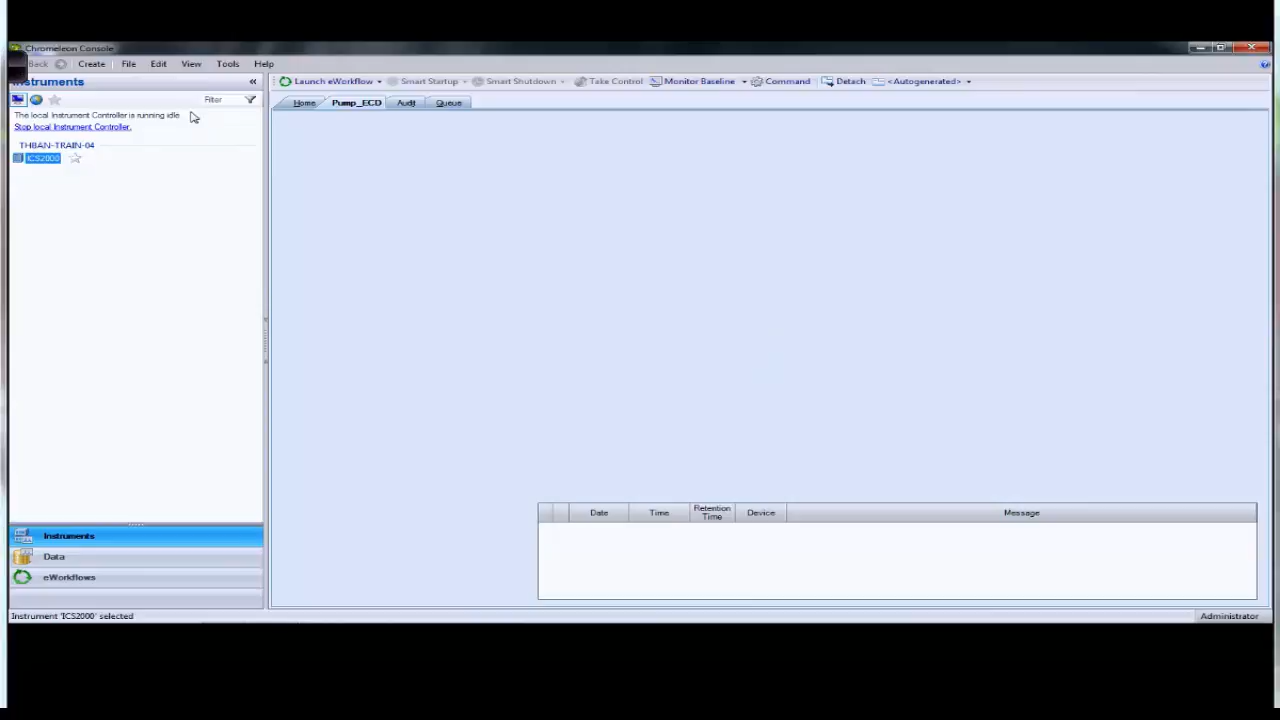 Chromeleon Console
Back Create File Edit View Tools Help
Instruments «
Launch eWorkflow Smart Startup Smart Shutdown Take Control Monitor Baseline Command Detach <Autogenerated>
Filter
Home Pump_ECD Audit Queue
The local Instrument Controller is running idle
Stop local Instrument Controller.
THBAN-TRAIN-04
ICS2000
Date Time Retention Time Device Message
Instruments
Data
eWorkflows
Instrument 'ICS2000' selected
Administrator